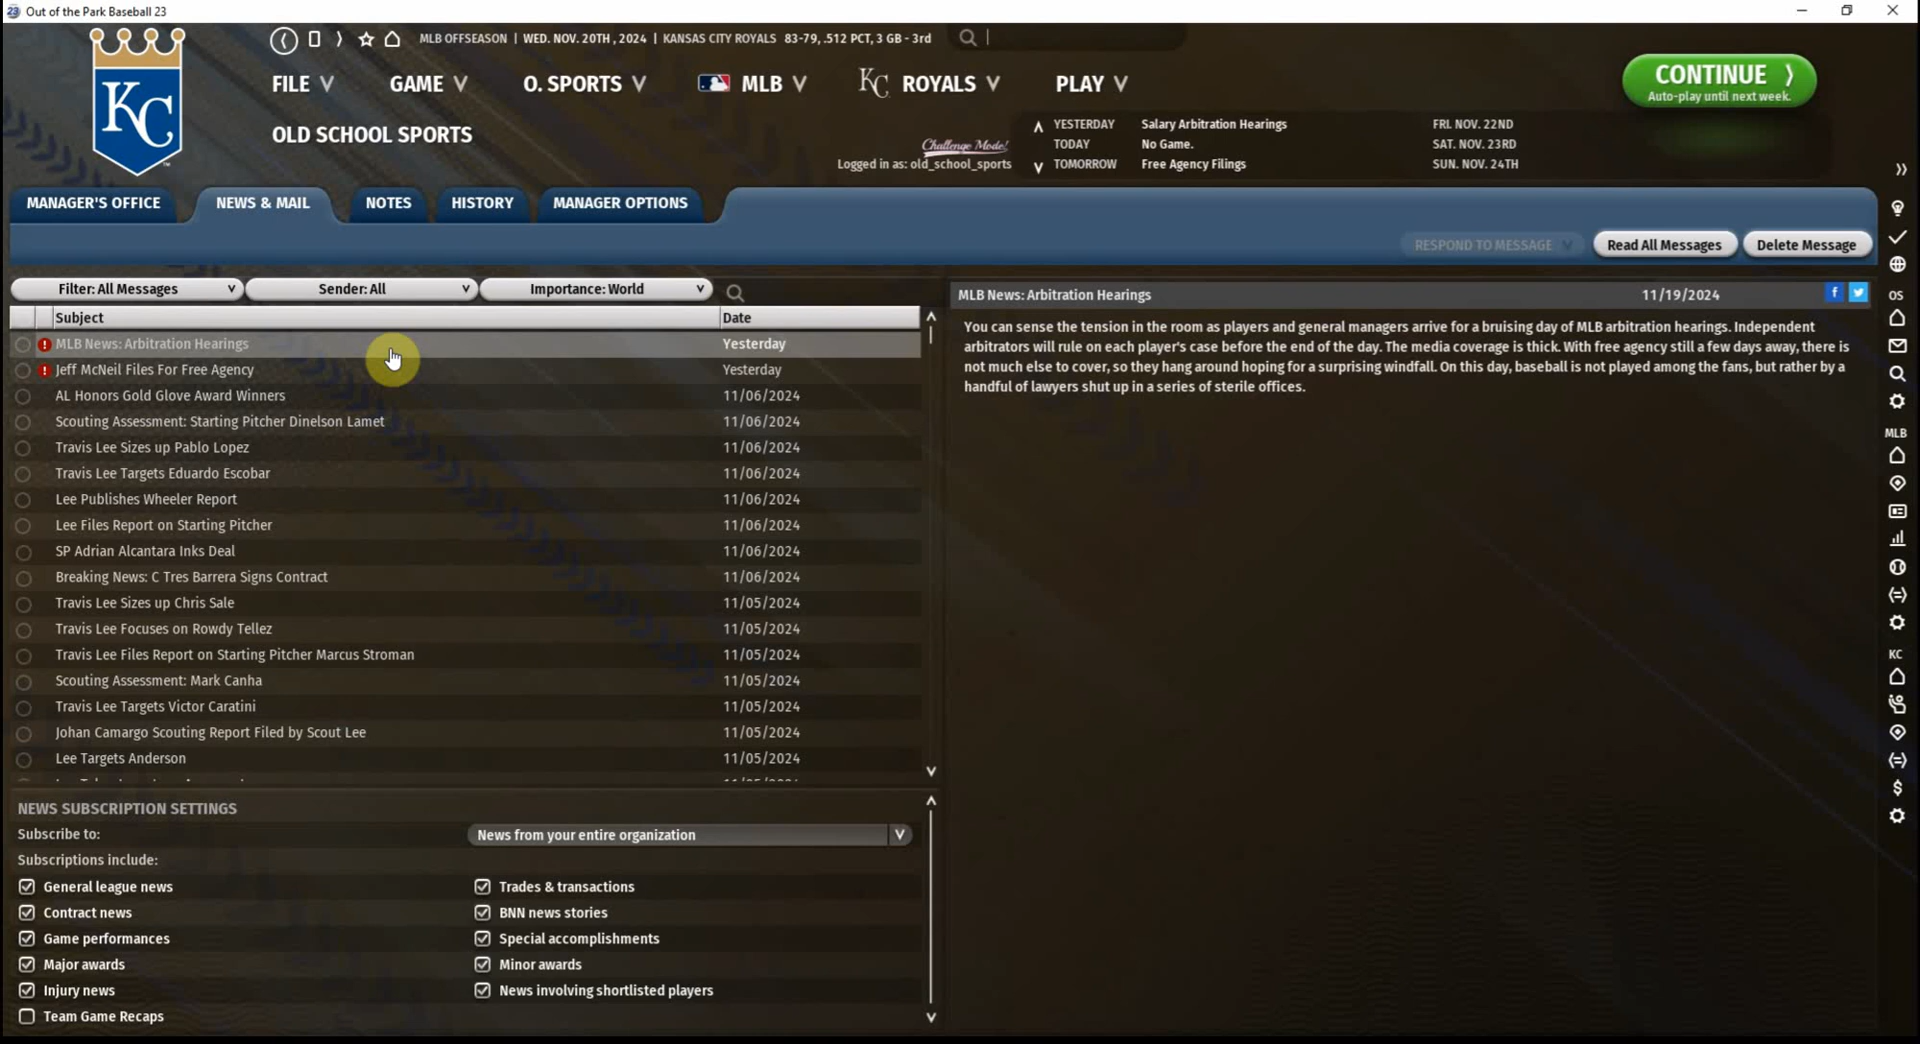 23 Out of the Park Baseball 23
MLB OFFSEASON | WED. NOV. 20TH, 2024 | KANSAS CITY ROYALS 83-79, .512 PCT, 3 GB - 3rd
KC
FILE GAME O. SPORTS MLB KC ROYALS PLAY
CONTINUE
Auto-play until next week.
OLD SCHOOL SPORTS
Challenge Mode!
Logged in as: old_school_sports
YESTERDAY Salary Arbitration Hearings FRI. NOV. 22ND
TODAY No Game. SAT. NOV. 23RD
TOMORROW Free Agency Filings SUN. NOV. 24TH
MANAGER'S OFFICE NEWS & MAIL NOTES HISTORY MANAGER OPTIONS
RESPOND TO MESSAGE Read All Messages Delete Message
Filter: All Messages Sender: All Importance: World
Subject Date
MLB News: Arbitration Hearings Yesterday
Jeff McNeil Files For Free Agency Yesterday
AL Honors Gold Glove Award Winners 11/06/2024
Scouting Assessment: Starting Pitcher Dinelson Lamet 11/06/2024
Travis Lee Sizes up Pablo Lopez 11/06/2024
Travis Lee Targets Eduardo Escobar 11/06/2024
Lee Publishes Wheeler Report 11/06/2024
Lee Files Report on Starting Pitcher 11/06/2024
SP Adrian Alcantara Inks Deal 11/06/2024
Breaking News: C Tres Barrera Signs Contract 11/06/2024
Travis Lee Sizes up Chris Sale 11/05/2024
Travis Lee Focuses on Rowdy Tellez 11/05/2024
Travis Lee Files Report on Starting Pitcher Marcus Stroman 11/05/2024
Scouting Assessment: Mark Canha 11/05/2024
Travis Lee Targets Victor Caratini 11/05/2024
Johan Camargo Scouting Report Filed by Scout Lee 11/05/2024
Lee Targets Anderson 11/05/2024
MLB News: Arbitration Hearings 11/19/2024
You can sense the tension in the room as players and general managers arrive for a bruising day of MLB arbitration hearings. Independent
arbitrators will rule on each player's case before the end of the day. The media coverage is thick. With free agency still a few days away, there is
not much else to cover, so they hang around hoping for a surprising windfall. On this day, baseball is not played among the fans, but rather by a
handful of lawyers shut up in a series of sterile offices.
NEWS SUBSCRIPTION SETTINGS
Subscribe to: News from your entire organization
Subscriptions include:
General league news Trades & transactions
Contract news BNN news stories
Game performances Special accomplishments
Major awards Minor awards
Injury news News involving shortlisted players
Team Game Recaps
OS
MLB
KC